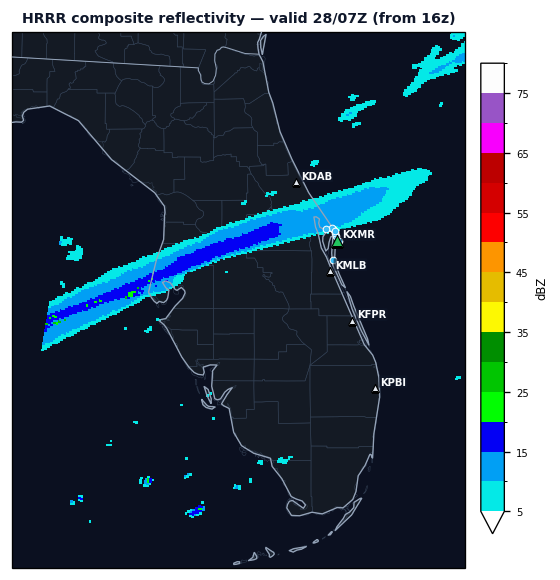 HRRR composite reflectivity — valid 28/07Z (from 16z)
KDAB
KXMR
KMLB
KFPR
KPBI
75
65
55
45
35
25
15
5
dBZ